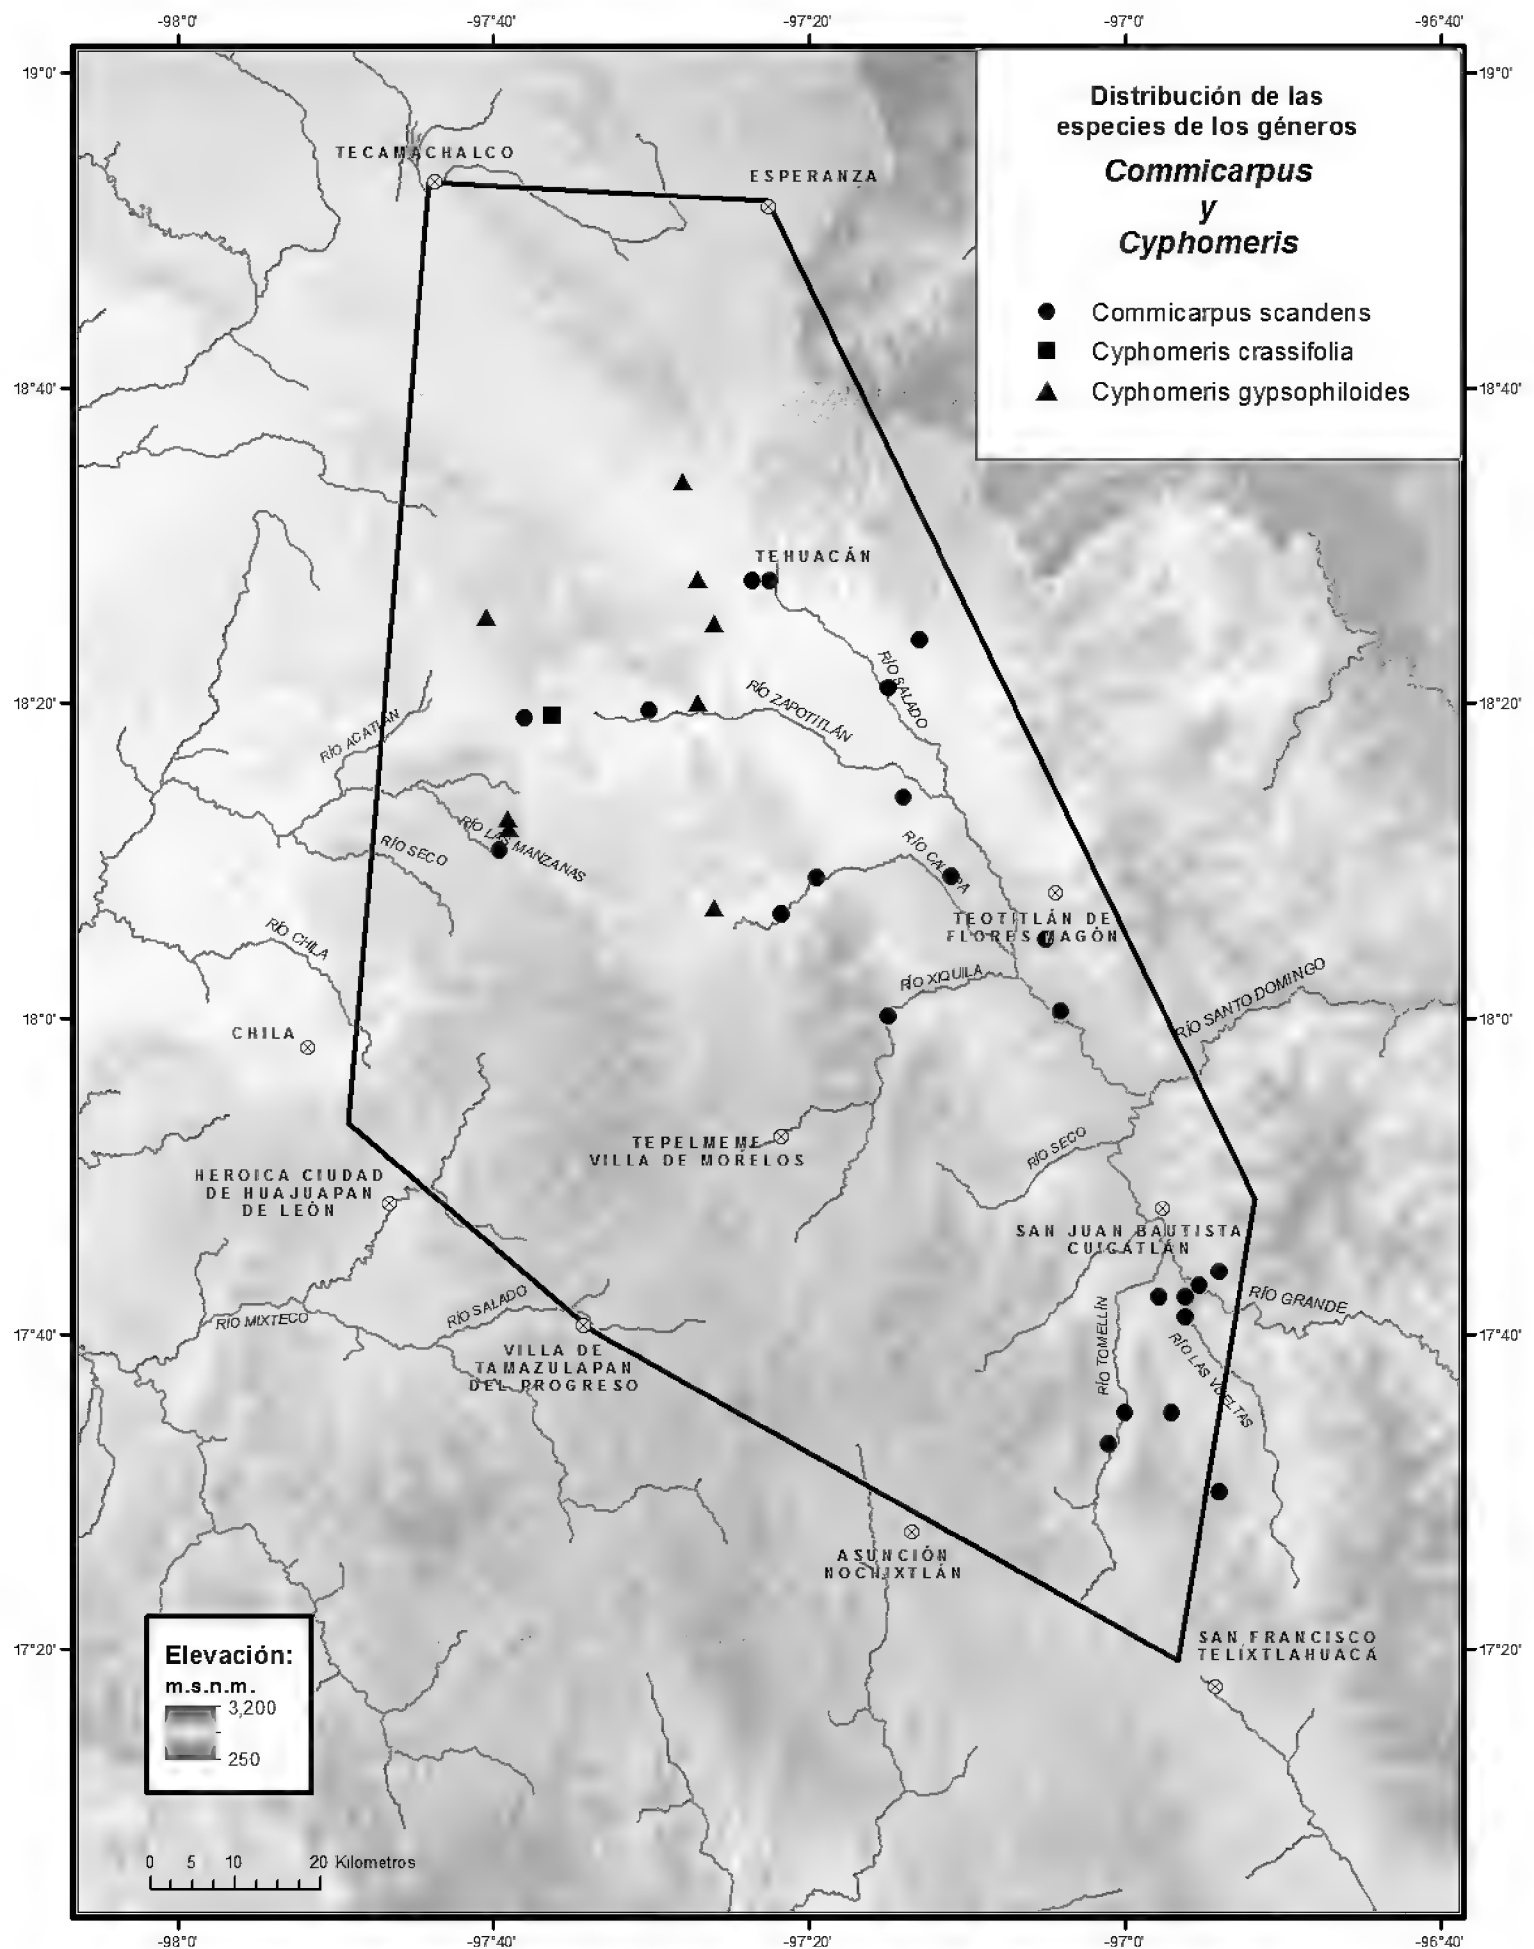 -98°0'
-97°40'
-97°20'
-97°0'
-96°40'
19°0'
19°0'
Distribución de las
especies de los géneros
Commicarpus
y
Cyphomeris
Commicarpus scandens
Cyphomeris crassifolia
Cyphomeris gypsophiloides
TECAMACHALCO
ESPERANZA
18°40'
18°40'
TEHUACÁN
RÍO SALADO
18°20'
18°20'
RÍO ZAPOTITLÁN
RÍO ACATLÁN
RÍO LAS MANZANAS
RÍO SECO
RÍO CALAPA
TEOTITLÁN DE
FLORES MAGÓN
RÍO CHILA
RÍO XIQUILA
RÍO SANTO DOMINGO
18°0'
18°0'
CHILA
TEPELMEME
VILLA DE MORELOS
RÍO SECO
HEROICA CIUDAD
DE HUAJUAPAN
DE LEÓN
SAN JUAN BAUTISTA
CUICATLÁN
RÍO SALADO
RÍO MIXTECO
RÍO GRANDE
17°40'
17°40'
RÍO TOMELLÍN
RÍO LAS VUELTAS
VILLA DE
TAMAZULAPAN
DEL PROGRESO
ASUNCIÓN
NOCHIXTLÁN
SAN FRANCISCO
TELIXTLAHUACA
17°20'
17°20'
Elevación:
m.s.n.m.
3,200
250
0 5 10 20 Kilometros
-98°0'
-97°40'
-97°20'
-97°0'
-96°40'